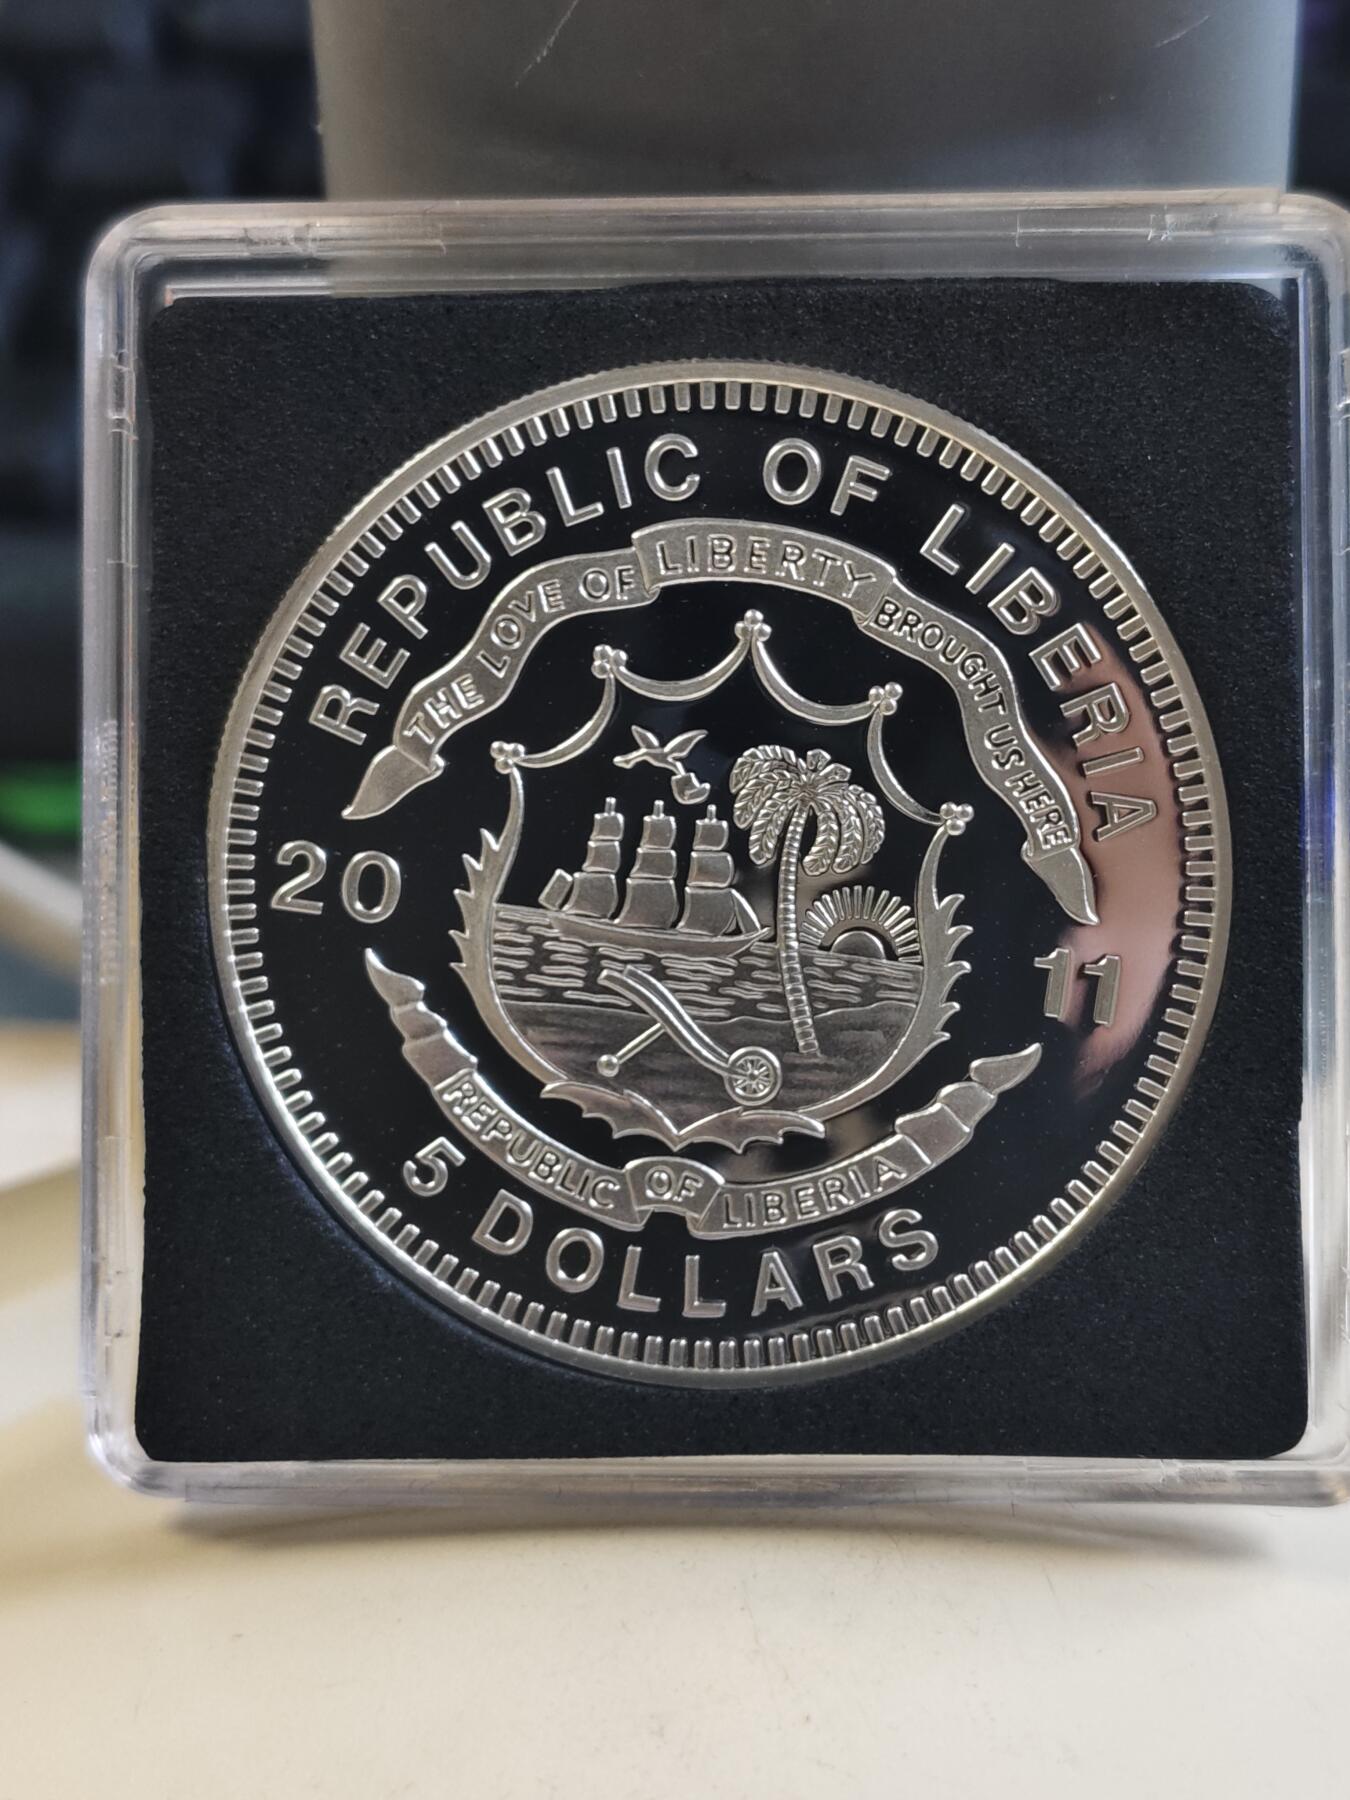 REPUBLIC OF LIBERIA
THE LOVE OF LIBERTY BROUGHT US HERE
20 11
REPUBLIC OF LIBERIA
5 DOLLARS